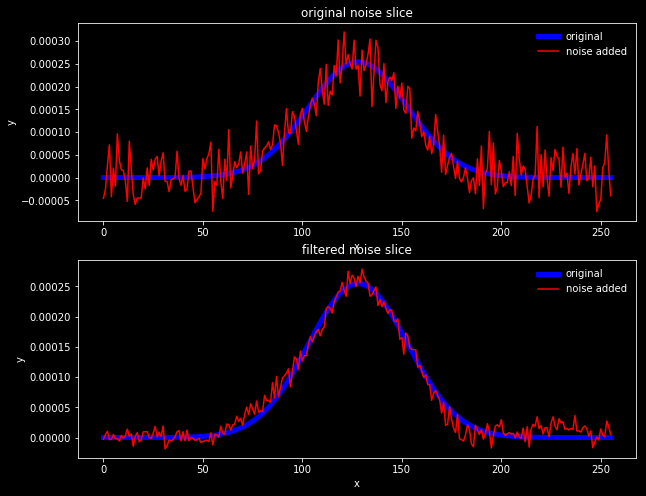 original noise slice
original
noise added
0.00030
0.00025
0.00020
0.00015
0.00010
0.00005
0.00000
−0.00005
y
0 50 100 150 200 250
x
filtered noise slice
original
noise added
0.00025
0.00020
0.00015
0.00010
0.00005
0.00000
y
0 50 100 150 200 250
x